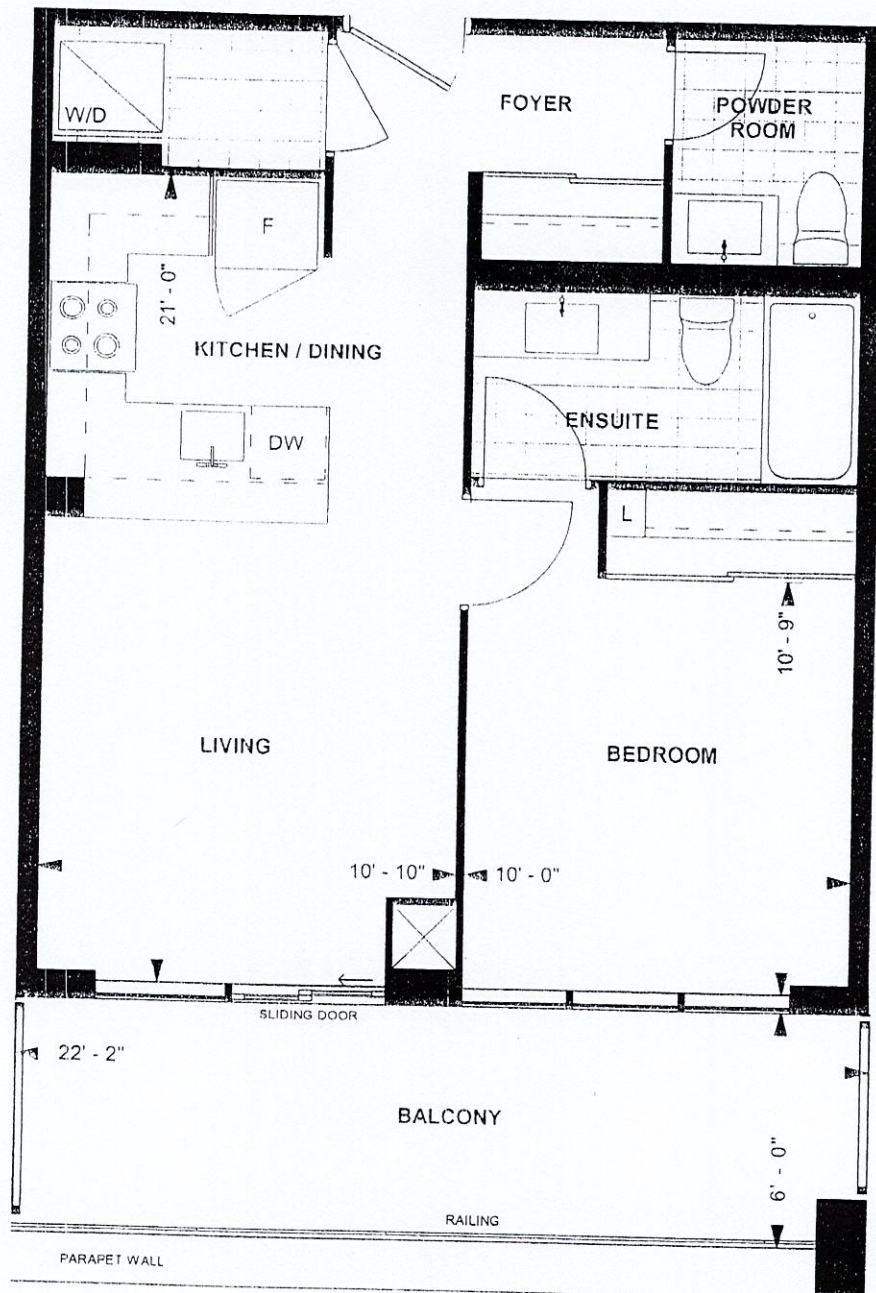 W/D
FOYER
POWDER
ROOM
F
21' - 0"
KITCHEN / DINING
DW
ENSUITE
L
10' - 9"
LIVING
BEDROOM
10' - 10"
10' - 0"
SLIDING DOOR
22' - 2"
BALCONY
6' - 0"
RAILING
PARAPET WALL